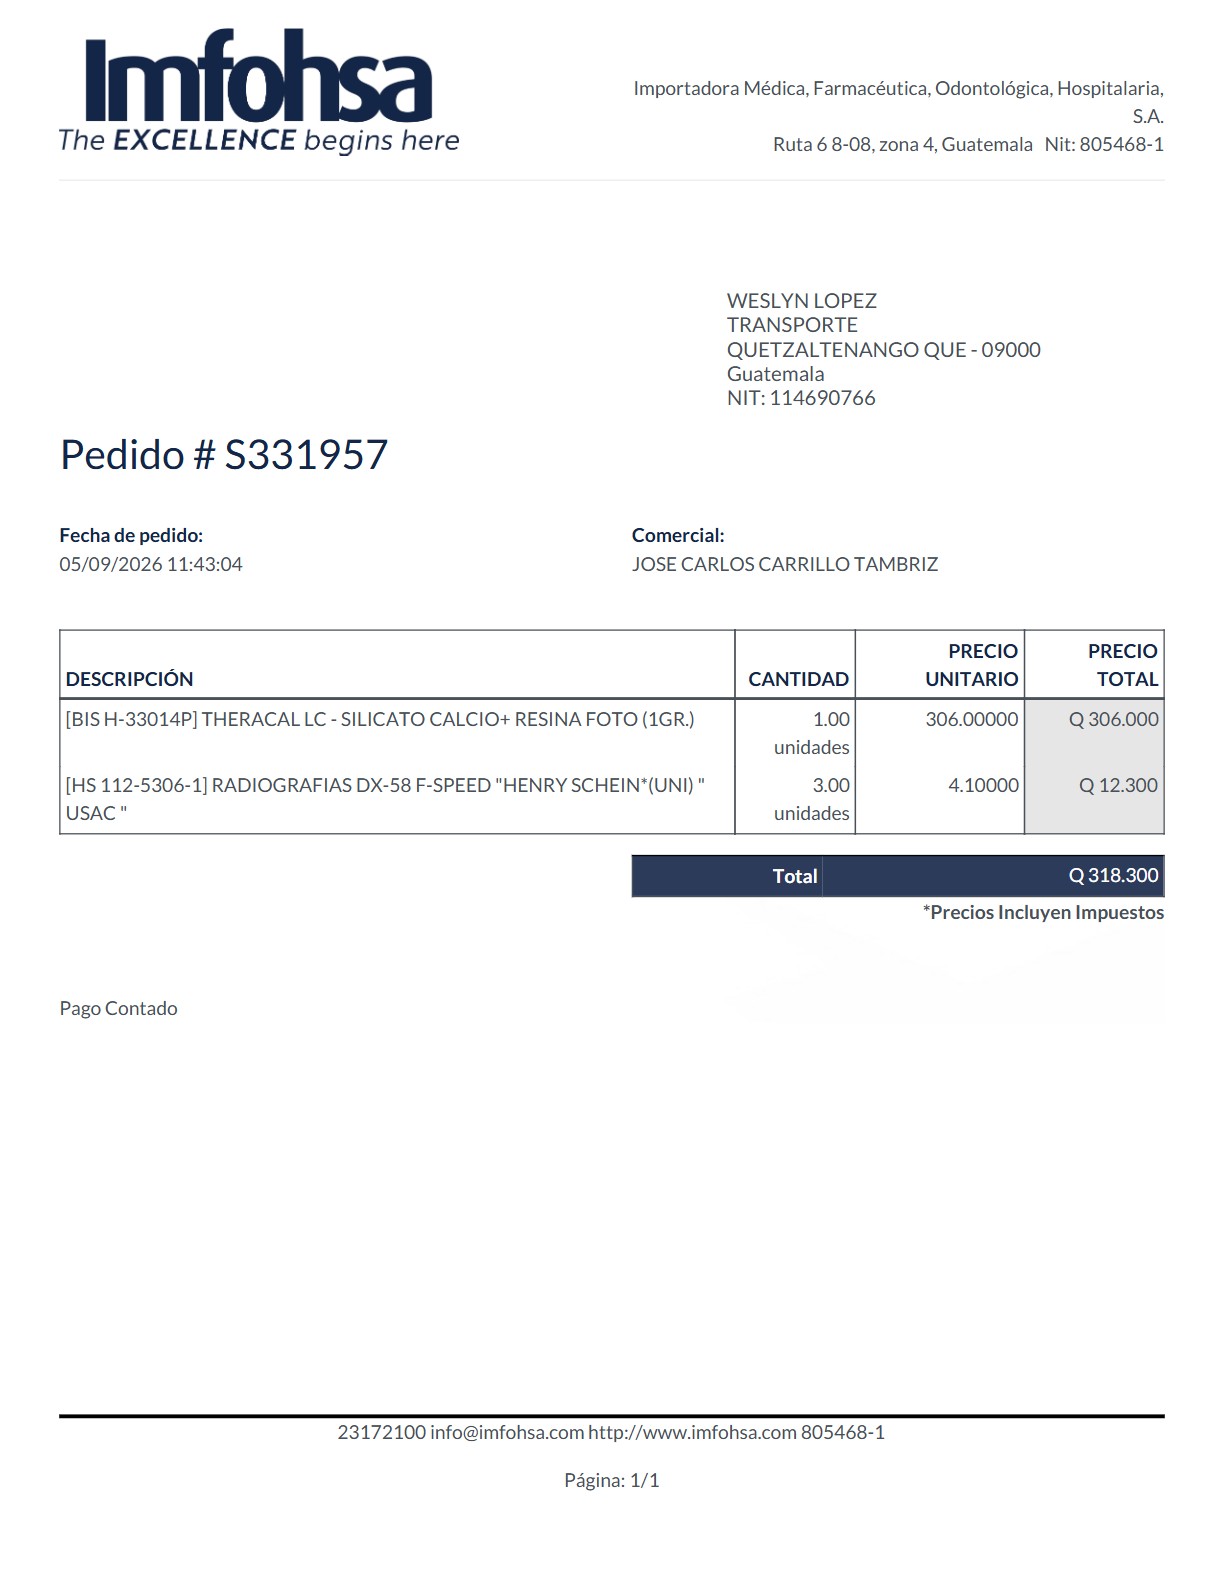 Imfohsa
The EXCELLENCE begins here
Importadora Médica, Farmacéutica, Odontológica, Hospitalaria,
S.A.
Ruta 6 8-08, zona 4, Guatemala Nit: 805468-1
WESLYN LOPEZ
TRANSPORTE
QUETZALTENANGO QUE - 09000
Guatemala
NIT: 114690766
Pedido # S331957
Fecha de pedido:
05/09/2026 11:43:04
Comercial:
JOSE CARLOS CARRILLO TAMBRIZ
DESCRIPCIÓN CANTIDAD PRECIO UNITARIO PRECIO TOTAL
[BIS H-33014P] THERACAL LC - SILICATO CALCIO+ RESINA FOTO (1GR.) 1.00 306.00000 Q 306.000
unidades
[HS 112-5306-1] RADIOGRAFIAS DX-58 F-SPEED "HENRY SCHEIN*(UNI) " 3.00 4.10000 Q 12.300
USAC " unidades
Total Q 318.300
*Precios Incluyen Impuestos
Pago Contado
23172100 info@imfohsa.com http://www.imfohsa.com 805468-1
Página: 1/1